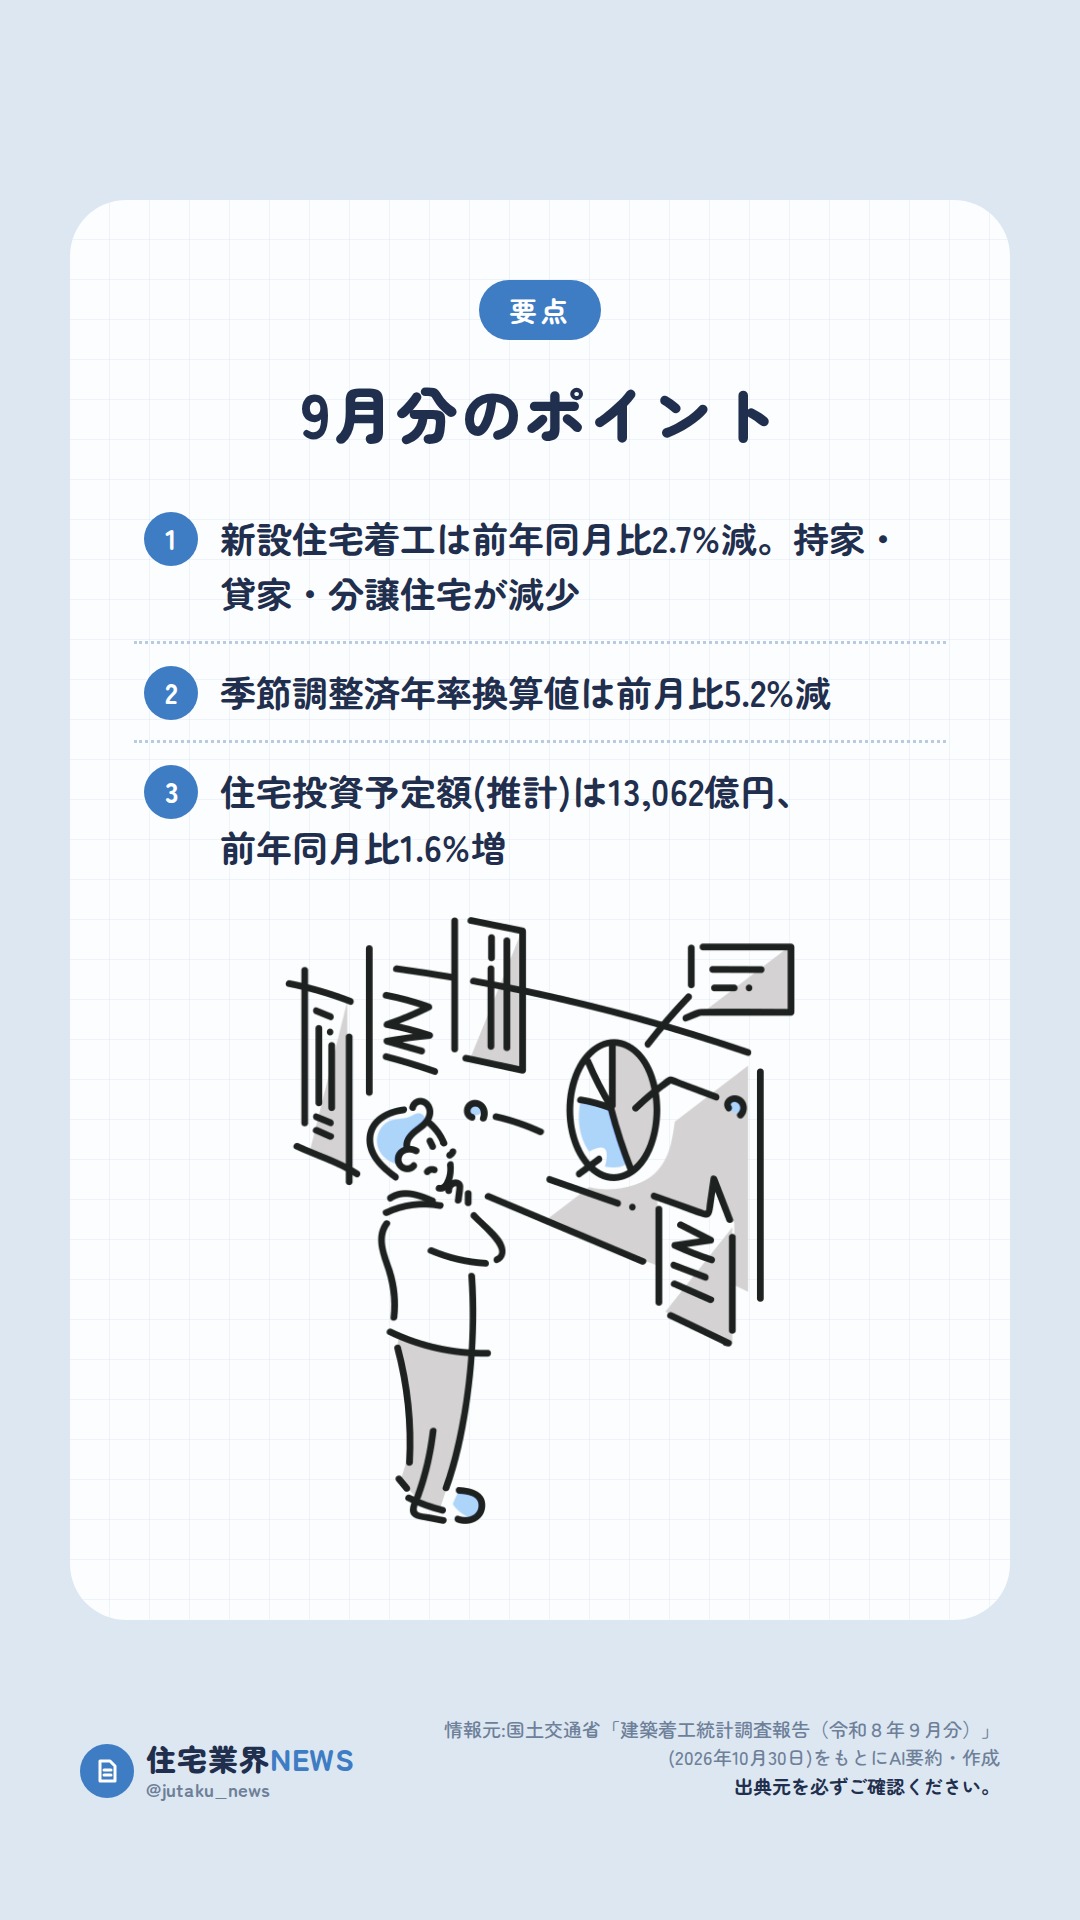 要点
9月分のポイント
1 新設住宅着工は前年同月比2.7%減。持家・
貸家・分譲住宅が減少
2 季節調整済年率換算値は前月比5.2%減
3 住宅投資予定額(推計)は13,062億円、
前年同月比1.6%増
住宅業界NEWS
@jutaku_news
情報元:国土交通省「建築着工統計調査報告（令和８年９月分）」
(2026年10月30日)をもとにAI要約・作成
出典元を必ずご確認ください。